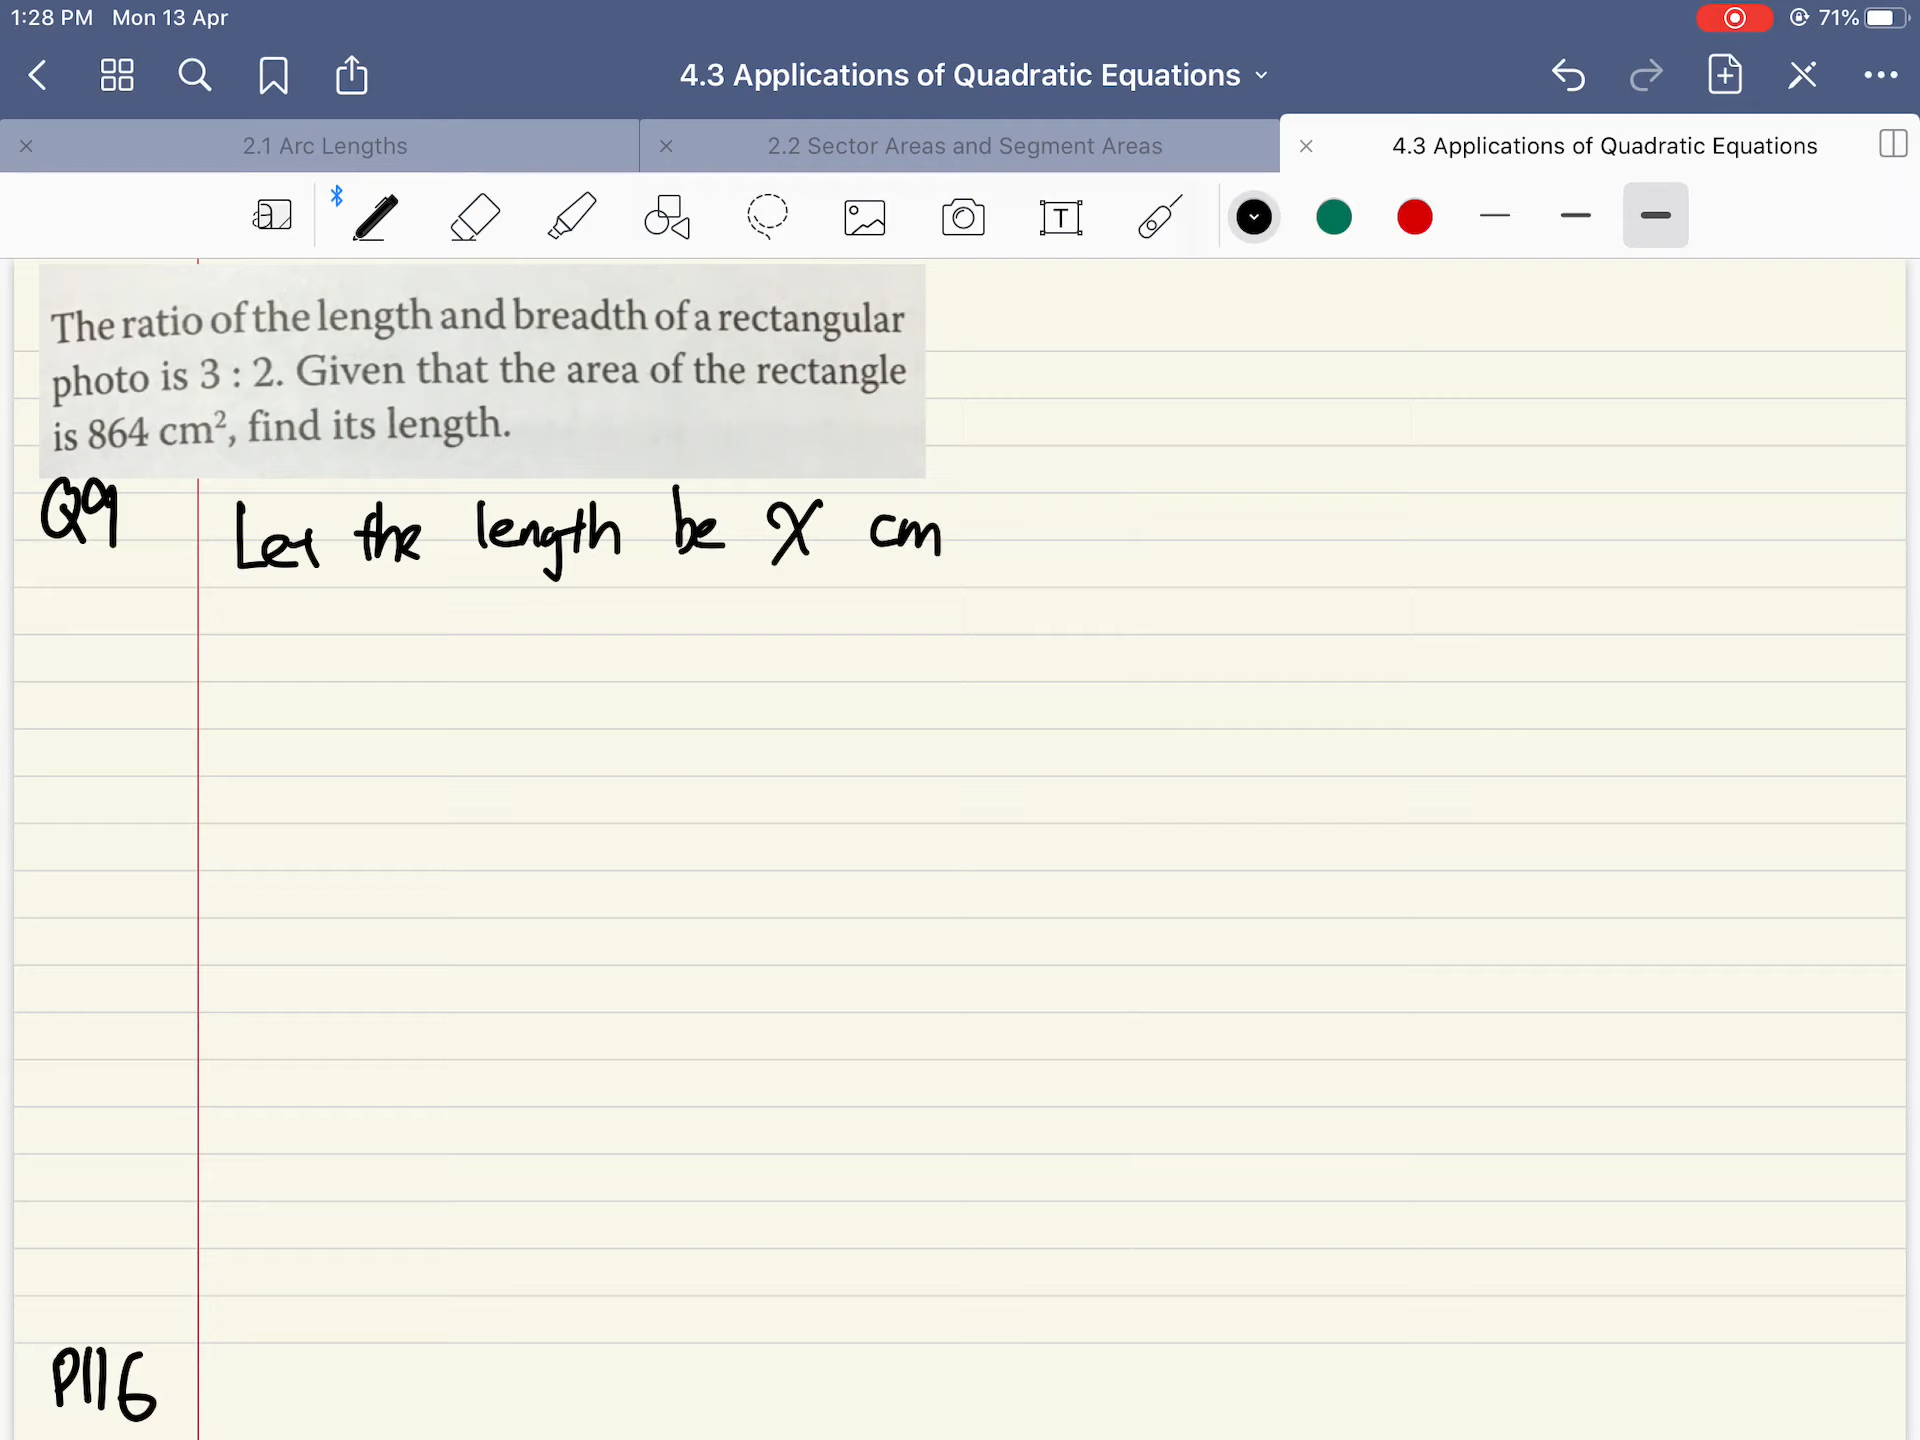 1:28 PM Mon 13 Apr 71%
4.3 Applications of Quadratic Equations
2.1 Arc Lengths 2.2 Sector Areas and Segment Areas 4.3 Applications of Quadratic Equations
a T
The ratio of the length and breadth of a rectangular
photo is 3 : 2. Given that the area of the rectangle
is 864 cm², find its length.
Q9 Let the length be x cm
P116